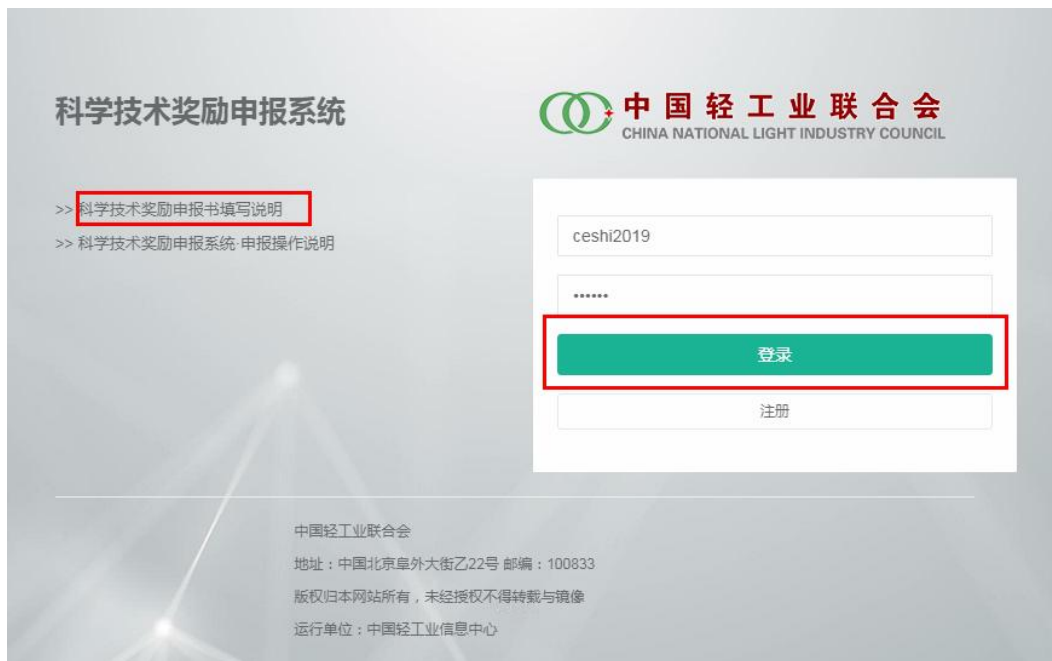 科学技术奖励申报系统
中国轻工业联合会
CHINA NATIONAL LIGHT INDUSTRY COUNCIL
>> 科学技术奖励申报书填写说明
>> 科学技术奖励申报系统·申报操作说明
ceshi2019
••••••
登录
注册
中国轻工业联合会
地址：中国北京阜外大街乙22号 邮编：100833
版权归本网站所有，未经授权不得转载与镜像
运行单位：中国轻工业信息中心